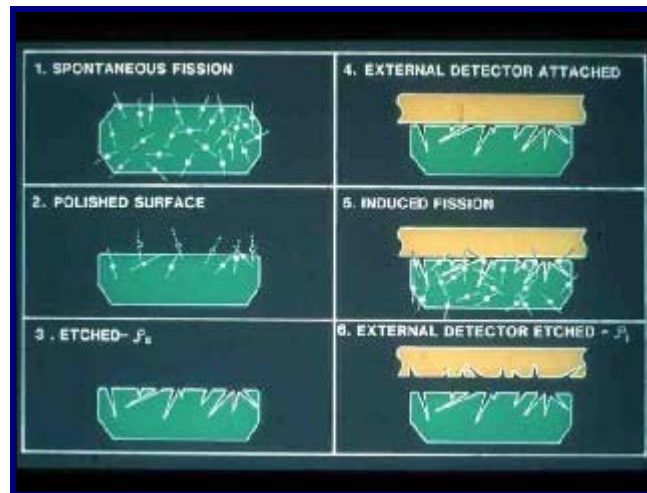 1. SPONTANEOUS FISSION
2. POLISHED SURFACE
3 . ETCHED- ρs
4. EXTERNAL DETECTOR ATTACHED
5. INDUCED FISSION
6. EXTERNAL DETECTOR ETCHED - ρi